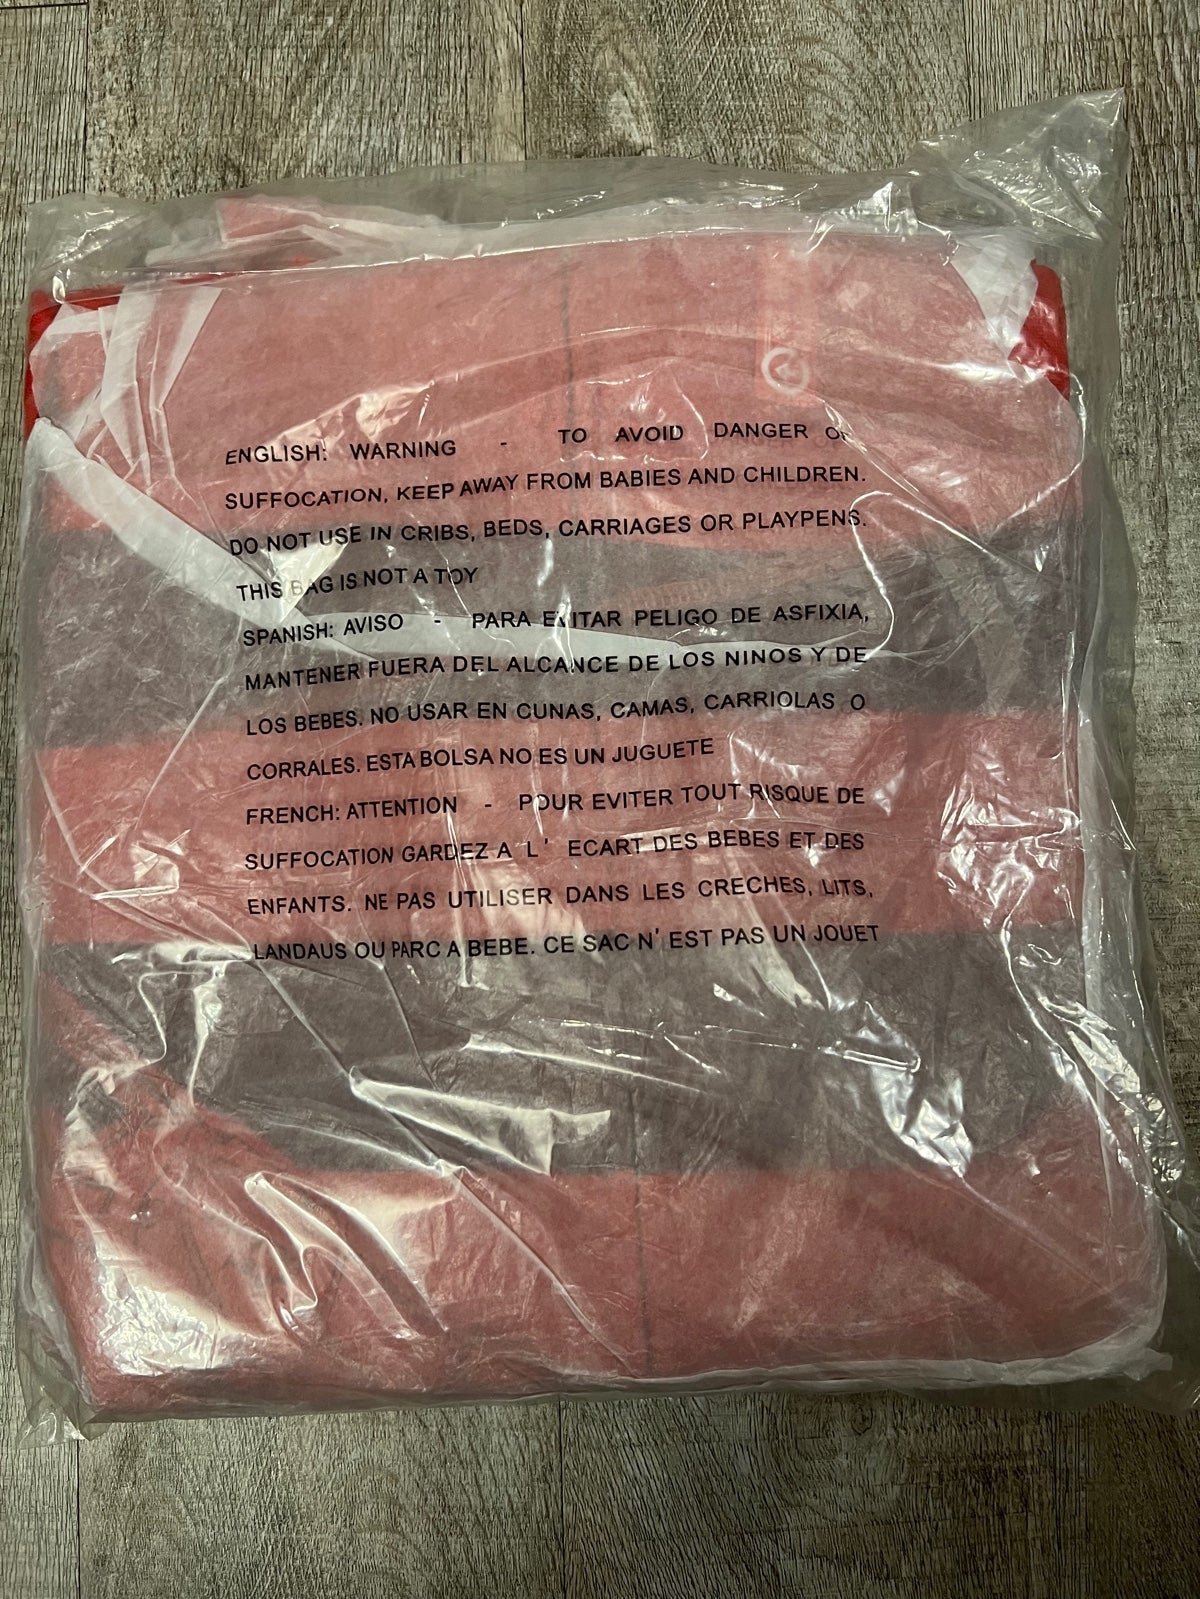 ENGLISH: WARNING - TO AVOID DANGER OF
SUFFOCATION, KEEP AWAY FROM BABIES AND CHILDREN.
DO NOT USE IN CRIBS, BEDS, CARRIAGES OR PLAYPENS.
THIS BAG IS NOT A TOY
SPANISH: AVISO - PARA EVITAR PELIGO DE ASFIXIA,
MANTENER FUERA DEL ALCANCE DE LOS NINOS Y DE
LOS BEBES. NO USAR EN CUNAS, CAMAS, CARRIOLAS O
CORRALES. ESTA BOLSA NO ES UN JUGUETE
FRENCH: ATTENTION - POUR EVITER TOUT RISQUE DE
SUFFOCATION GARDEZ A L' ECART DES BEBES ET DES
ENFANTS. NE PAS UTILISER DANS LES CRECHES, LITS,
LANDAUS OU PARC A BEBE. CE SAC N' EST PAS UN JOUET